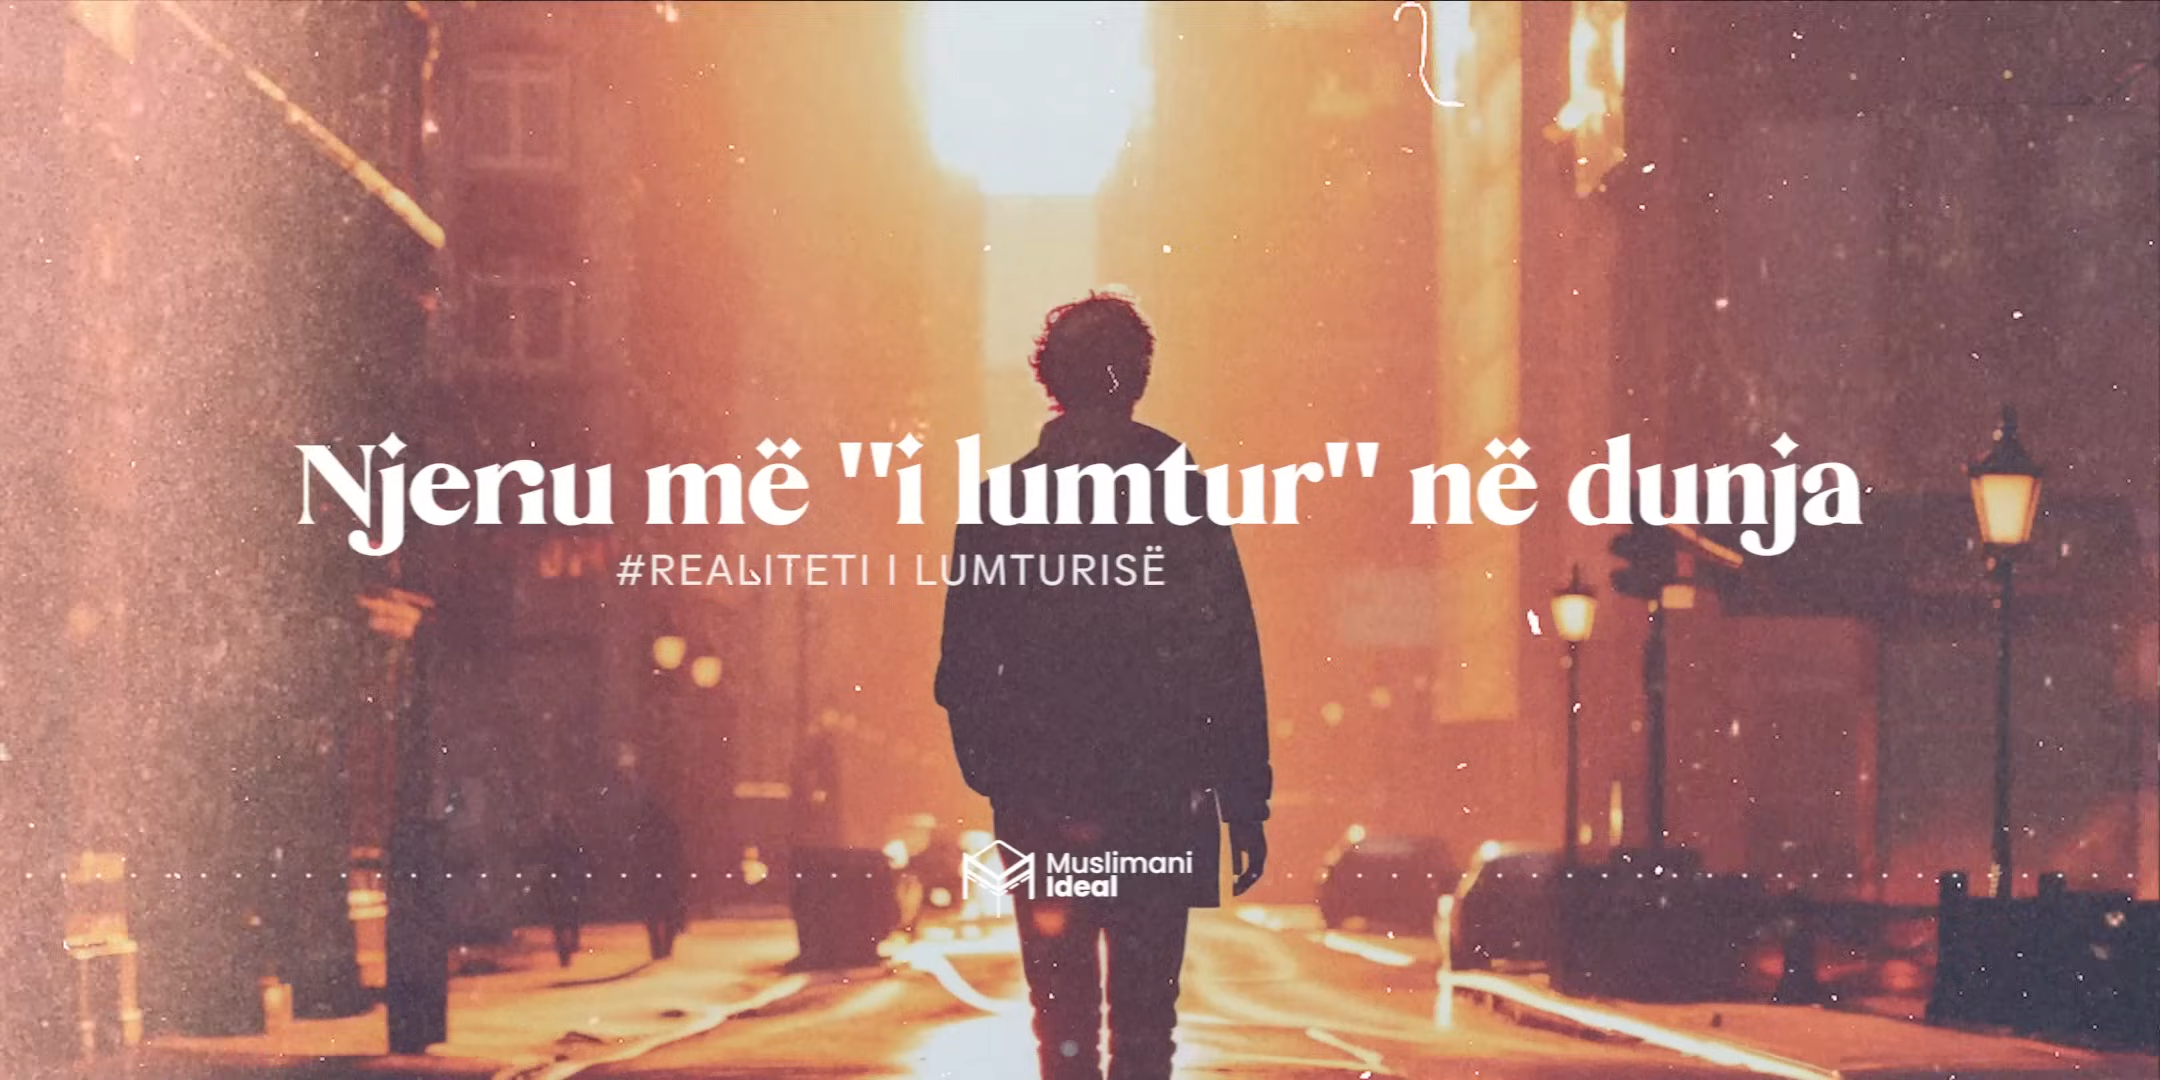 Njeriu më "i lumtur" në dunja
#REALITETI I LUMTURISË
Muslimani
Ideal